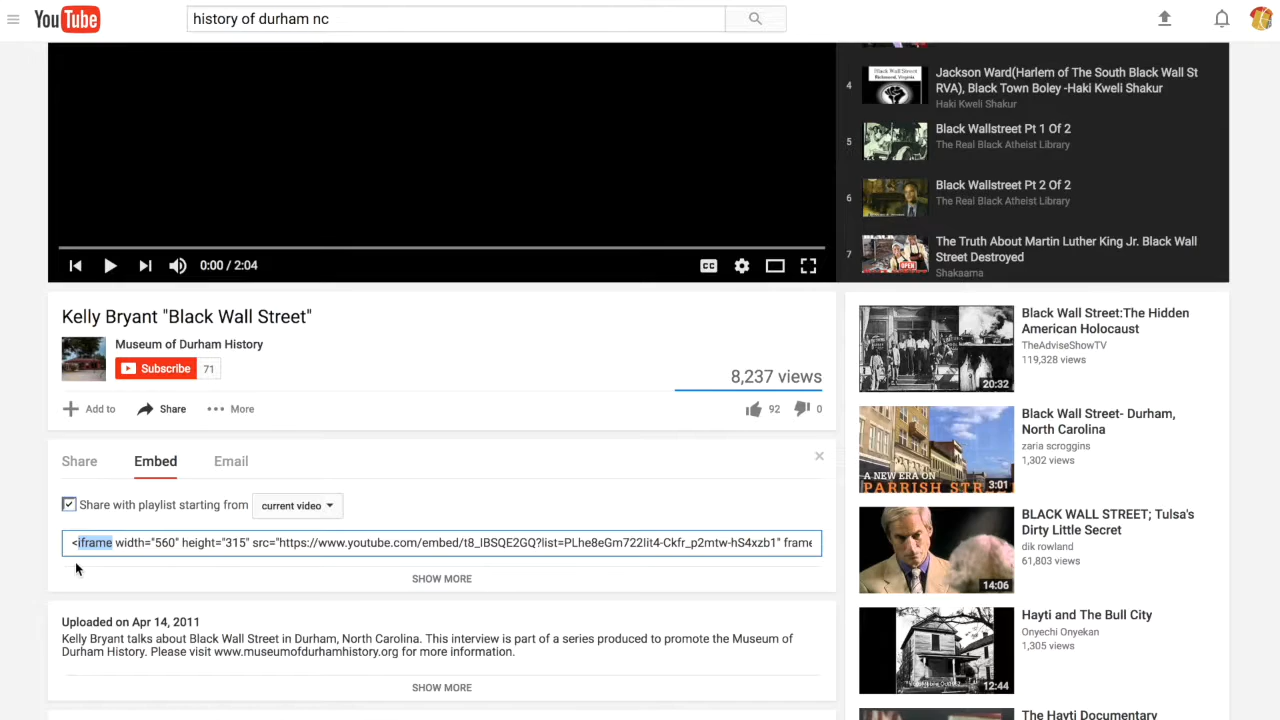 YouTube
history of durham nc
4
Black Wall Street
Richmond, Virginia
Jackson Ward(Harlem of The South Black Wall St
RVA), Black Town Boley -Haki Kweli Shakur
Haki Kweli Shakur
5
Black Wallstreet Pt 1 Of 2
The Real Black Atheist Library
6
Black Wallstreet Pt 2 Of 2
The Real Black Atheist Library
7
OPEN
The Truth About Martin Luther King Jr. Black Wall
Street Destroyed
Shakaama
0:00 / 2:04
CC
Kelly Bryant "Black Wall Street"
Museum of Durham History
Subscribe 71
8,237 views
Add to
Share
More
92
0
Share
Embed
Email
Share with playlist starting from
current video
<iframe width="560" height="315" src="https://www.youtube.com/embed/t8_lBSQE2GQ?list=PLhe8eGm722lit4-Ckfr_p2mtw-hS4xzb1" frame
SHOW MORE
Uploaded on Apr 14, 2011
Kelly Bryant talks about Black Wall Street in Durham, North Carolina. This interview is part of a series produced to promote the Museum of
Durham History. Please visit www.museumofdurhamhistory.org for more information.
SHOW MORE
20:32
Black Wall Street:The Hidden
American Holocaust
TheAdviseShowTV
119,328 views
A NEW ERA ON
PARRISH STREET
3:01
Black Wall Street- Durham,
North Carolina
zaria scroggins
1,302 views
14:06
BLACK WALL STREET; Tulsa's
Dirty Little Secret
dik rowland
61,803 views
12:44
Hayti and The Bull City
Onyechi Onyekan
1,305 views
The Hayti Documentary